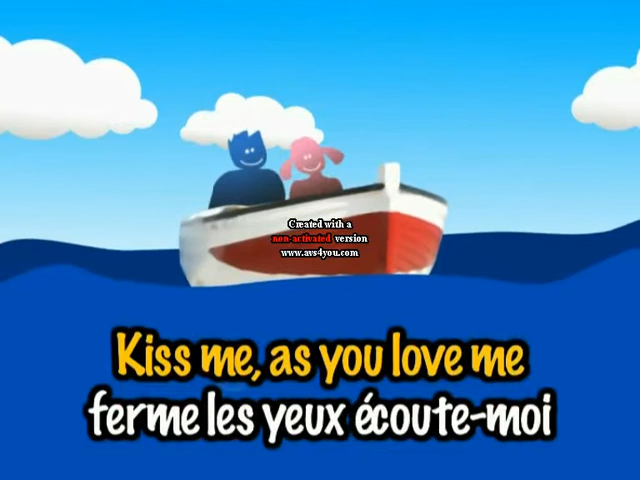 Created with a
non-activated version
www.avs4you.com
Kiss me, as you love me
ferme les yeux écoute-moi